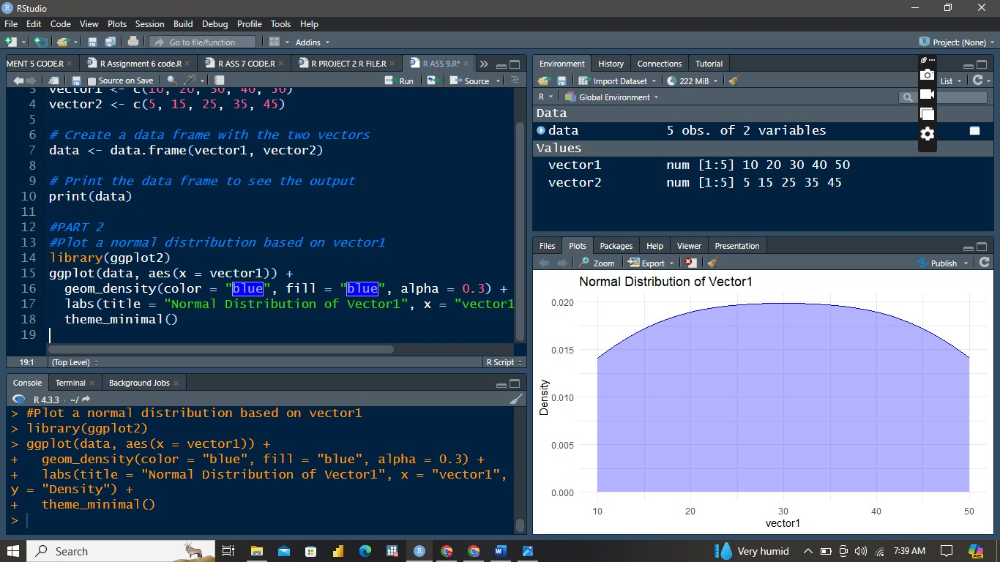 RStudio
File Edit Code View Plots Session Build Debug Profile Tools Help
Go to file/function Addins Project: (None)
MENT 5 CODE.R R Assignment 6 code.R R ASS 7 CODE.R R PROJECT 2 R FILE.R R ASS 9.R*
Source on Save Run Source
3 vector1 <- c(10, 20, 30, 40, 50)
4 vector2 <- c(5, 15, 25, 35, 45)
5
6 # Create a data frame with the two vectors
7 data <- data.frame(vector1, vector2)
8
9 # Print the data frame to see the output
10 print(data)
11
12 #PART 2
13 #Plot a normal distribution based on vector1
14 library(ggplot2)
15 ggplot(data, aes(x = vector1)) +
16 geom_density(color = "blue", fill = "blue", alpha = 0.3) +
17 labs(title = "Normal Distribution of Vector1", x = "vector1
18 theme_minimal()
19
19:1 (Top Level) R Script
Console Terminal Background Jobs
R 4.3.3 · ~/
> #Plot a normal distribution based on vector1
> library(ggplot2)
> ggplot(data, aes(x = vector1)) +
+ geom_density(color = "blue", fill = "blue", alpha = 0.3) +
+ labs(title = "Normal Distribution of Vector1", x = "vector1",
y = "Density") +
+ theme_minimal()
>
Environment History Connections Tutorial
Import Dataset 222 MiB List
R Global Environment
Data
data 5 obs. of 2 variables
Values
vector1 num [1:5] 10 20 30 40 50
vector2 num [1:5] 5 15 25 35 45
Files Plots Packages Help Viewer Presentation
Zoom Export Publish
Normal Distribution of Vector1
0.020
0.015
0.010
0.005
0.000
Density
10 20 30 40 50
vector1
Search Very humid 7:39 AM
PRE